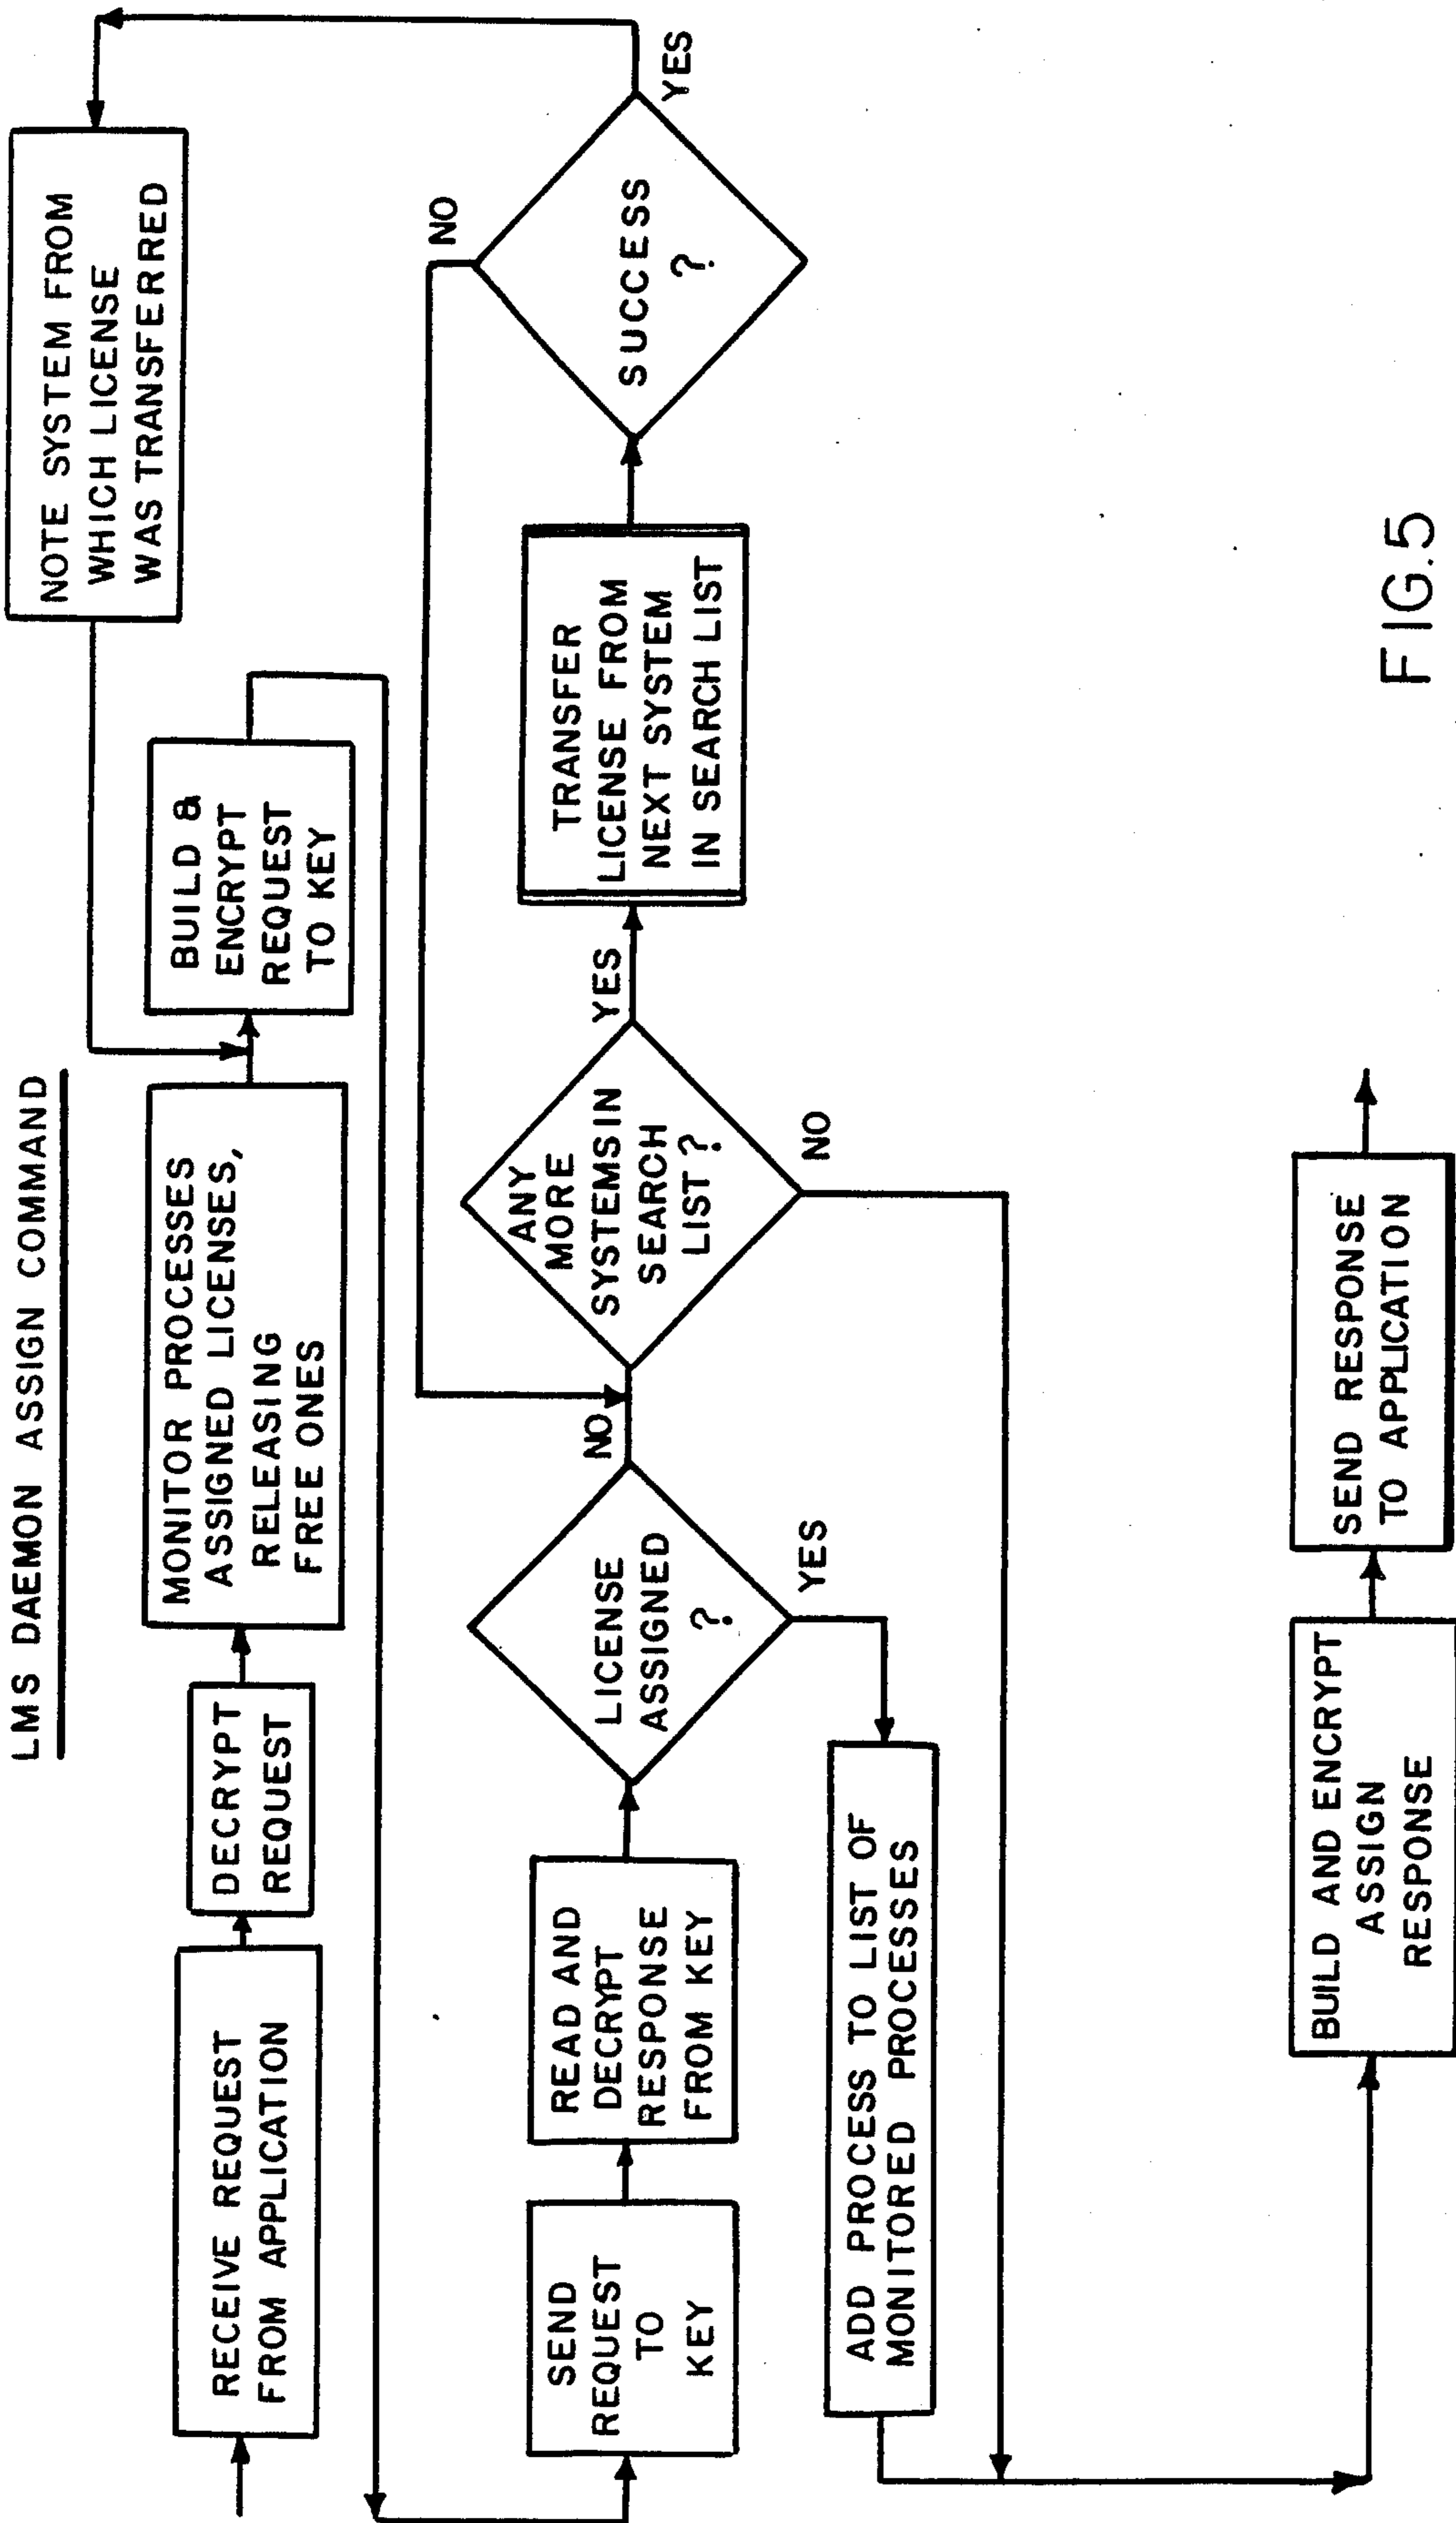 LMS DAEMON ASSIGN COMMAND
RECEIVE REQUEST
FROM APPLICATION
DECRYPT
REQUEST
MONITOR PROCESSES
ASSIGNED LICENSES,
RELEASING
FREE ONES
BUILD &
ENCRYPT
REQUEST
TO KEY
NOTE SYSTEM FROM
WHICH LICENSE
WAS TRANSFERRED
SEND
REQUEST
TO
KEY
READ AND
DECRYPT
RESPONSE
FROM KEY
LICENSE
ASSIGNED
?
NO
YES
ANY
MORE
SYSTEMS IN
SEARCH
LIST?
YES
NO
TRANSFER
LICENSE FROM
NEXT SYSTEM
IN SEARCH LIST
SUCCESS
?
NO
YES
ADD PROCESS TO LIST OF
MONITORED PROCESSES
BUILD AND ENCRYPT
ASSIGN
RESPONSE
SEND RESPONSE
TO APPLICATION
FIG.5